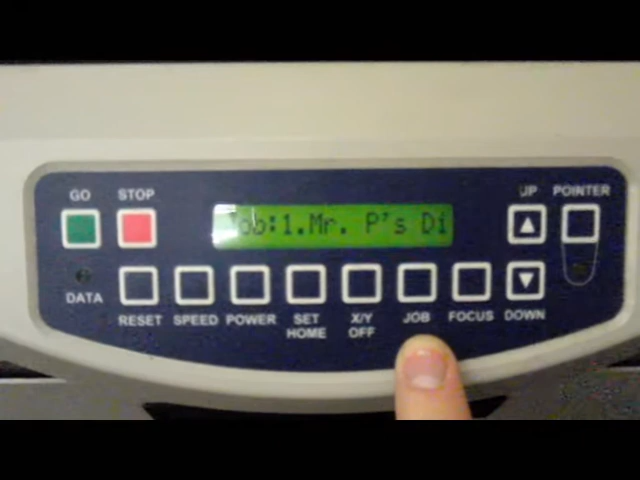 GO STOP
Job:1.Mr. P's Di
UP POINTER
DATA
RESET SPEED POWER SET HOME X/Y OFF JOB FOCUS DOWN